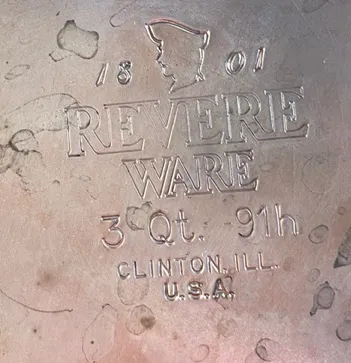 18 01
REVERE
WARE
3 Qt. 91h
CLINTON, ILL.
U.S.A.